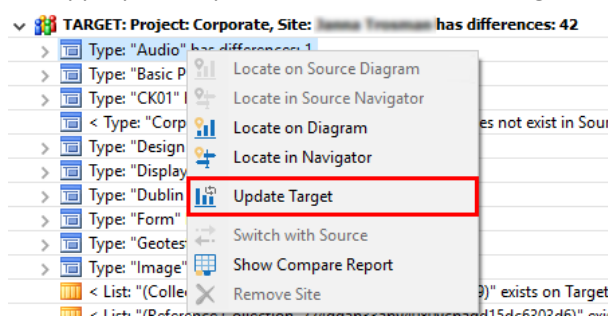 TARGET: Project: Corporate, Site: has differences: 42
Type: "Audio" has differences: 1
Type: "Basic P
Type: "CK01"
< Type: "Corp es not exist in Sour
Type: "Design
Type: "Display
Type: "Dublin
Type: "Form"
Type: "Geotes
Type: "Image"
< List: "(Collec 9)" exists on Target
< List: "(Reference
Locate on Source Diagram
Locate in Source Navigator
Locate on Diagram
Locate in Navigator
Update Target
Switch with Source
Show Compare Report
Remove Site